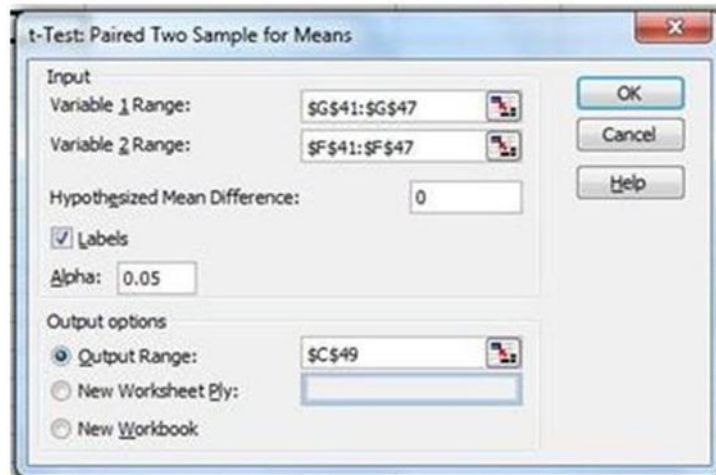 t-Test: Paired Two Sample for Means
Input
Variable 1 Range: $G$41:$G$47
Variable 2 Range: $F$41:$F$47
Hypothesized Mean Difference: 0
Labels
Alpha: 0.05
OK
Cancel
Help
Output options
Output Range: $C$49
New Worksheet Ply:
New Workbook